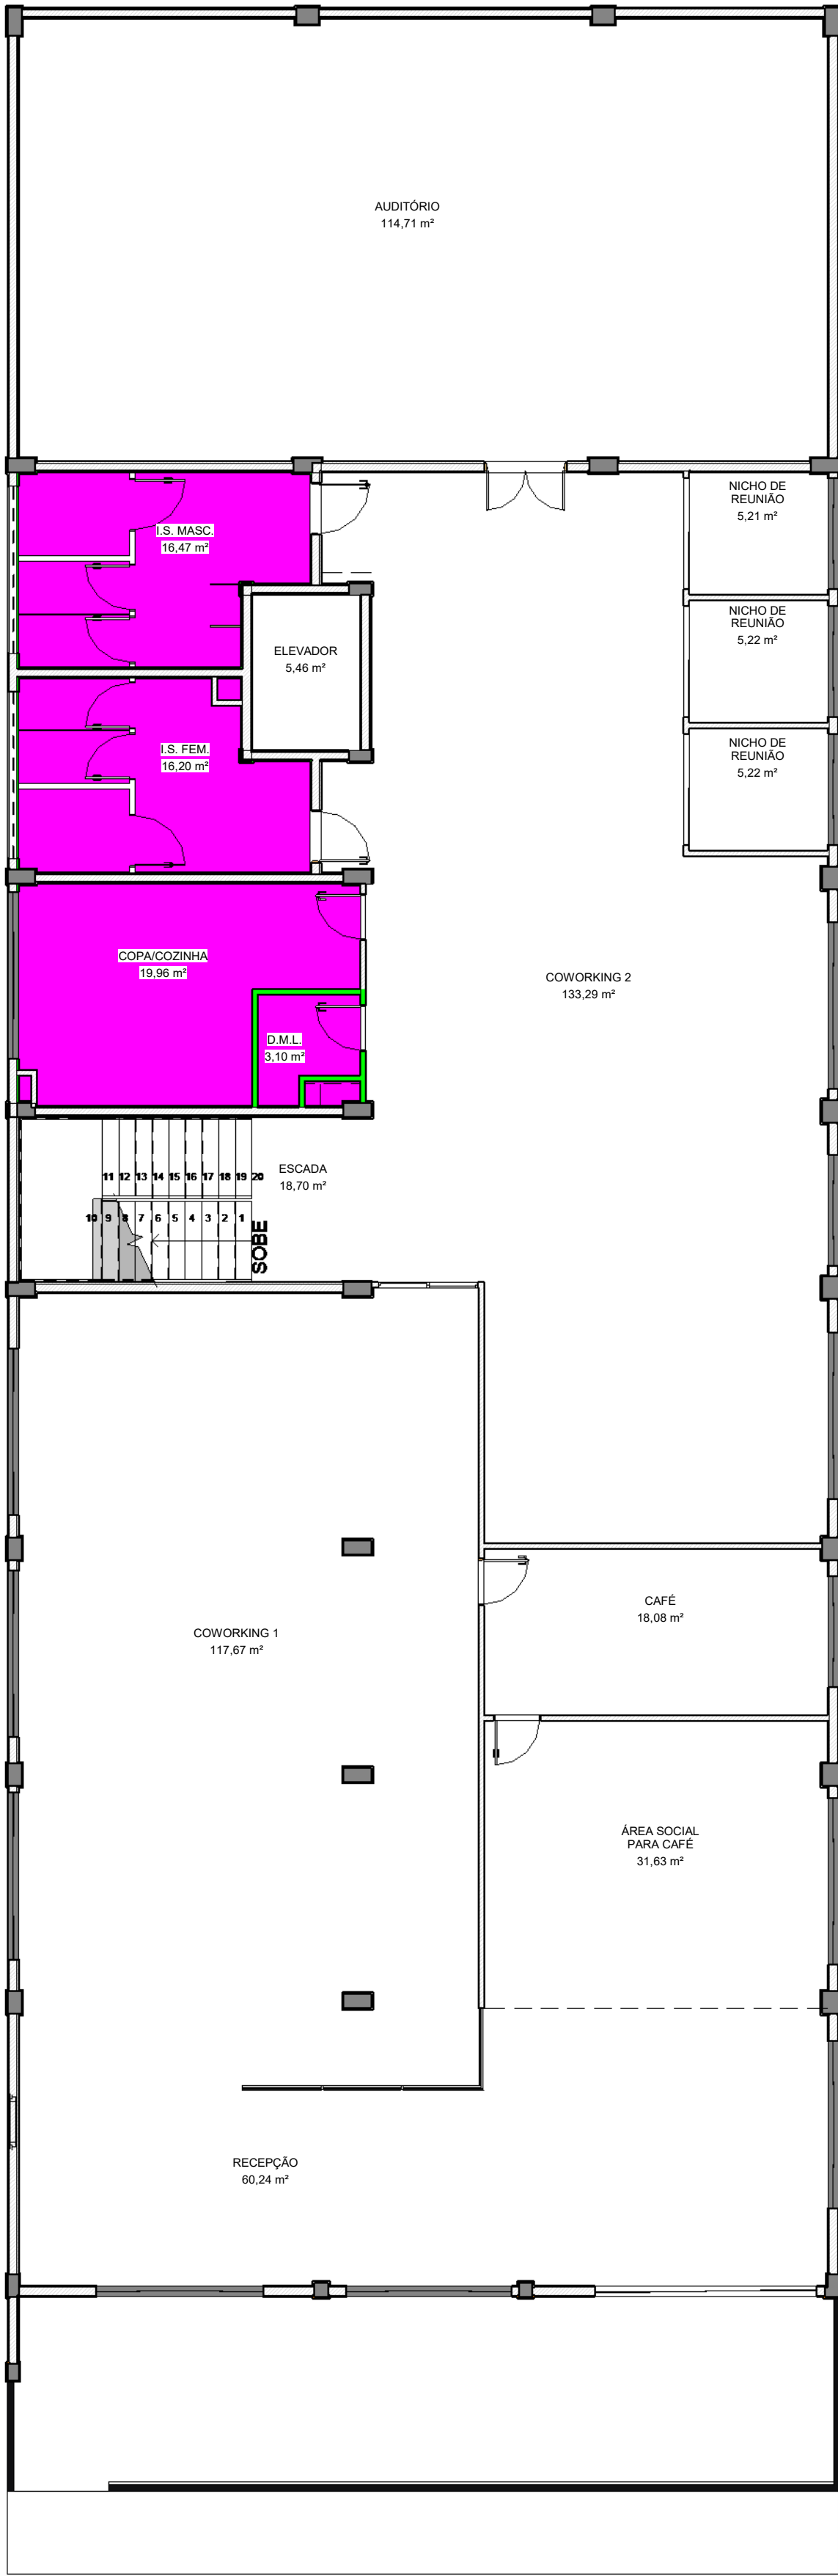 AUDITÓRIO
114,71 m²
NICHO DE
REUNIÃO
5,21 m²
I.S. MASC.
16,47 m²
NICHO DE
REUNIÃO
5,22 m²
ELEVADOR
5,46 m²
I.S. FEM.
16,20 m²
NICHO DE
REUNIÃO
5,22 m²
COPA/COZINHA
19,96 m²
COWORKING 2
133,29 m²
D.M.L.
3,10 m²
ESCADA
18,70 m²
11 12 13 14 15 16 17 18 19 20
10 9 8 7 6 5 4 3 2 1
SOBE
CAFÉ
18,08 m²
COWORKING 1
117,67 m²
ÁREA SOCIAL
PARA CAFÉ
31,63 m²
RECEPÇÃO
60,24 m²